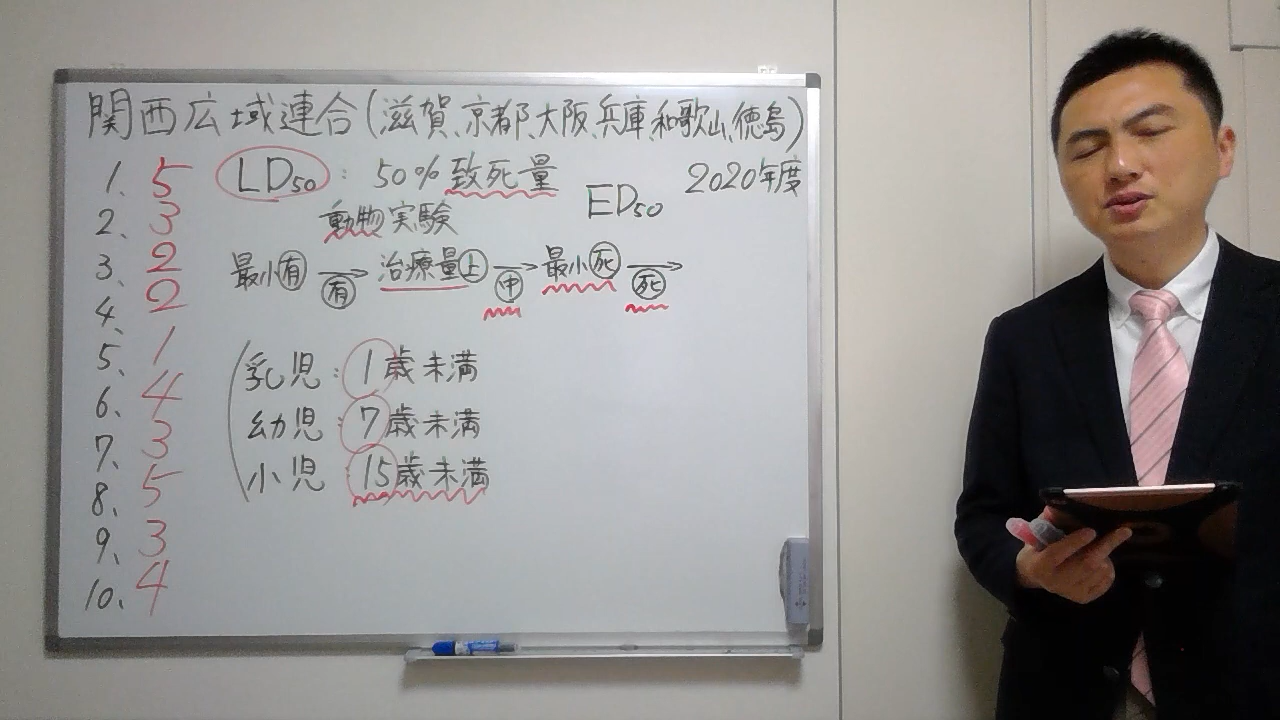 関西広域連合(滋賀、京都、大阪、兵庫、和歌山、徳島)
2020年度
1、5
2、3
3、2
4、2
5、1
6、4
7、3
8、5
9、3
10、4
LD50：50%致死量
ED50
動物実験
最小有 → 治療量上 → 最小死 →
有 中 死
乳児：1歳未満
幼児：7歳未満
小児：15歳未満